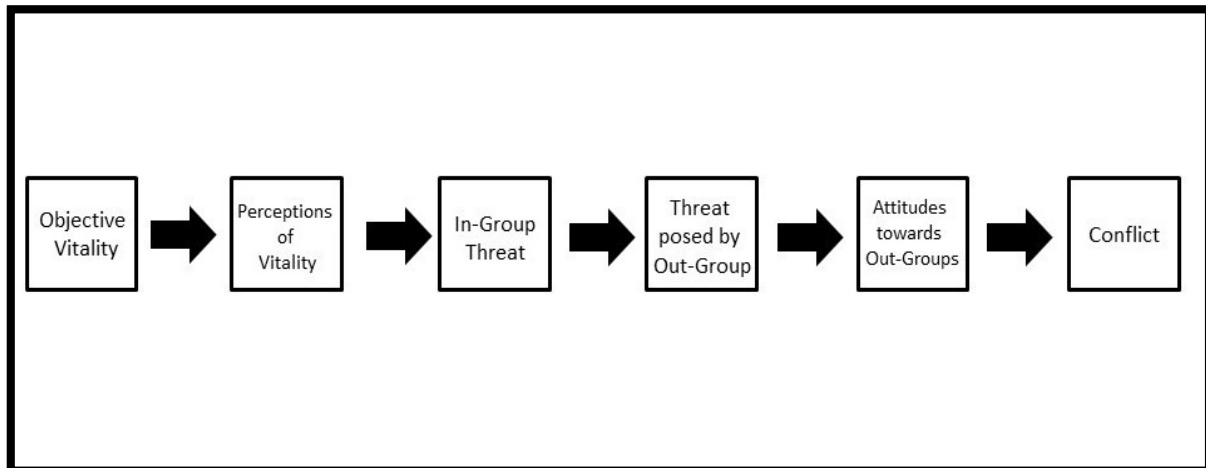 Objective
Vitality
Perceptions
of
Vitality
In-Group
Threat
Threat
posed by
Out-Group
Attitudes
towards
Out-Groups
Conflict